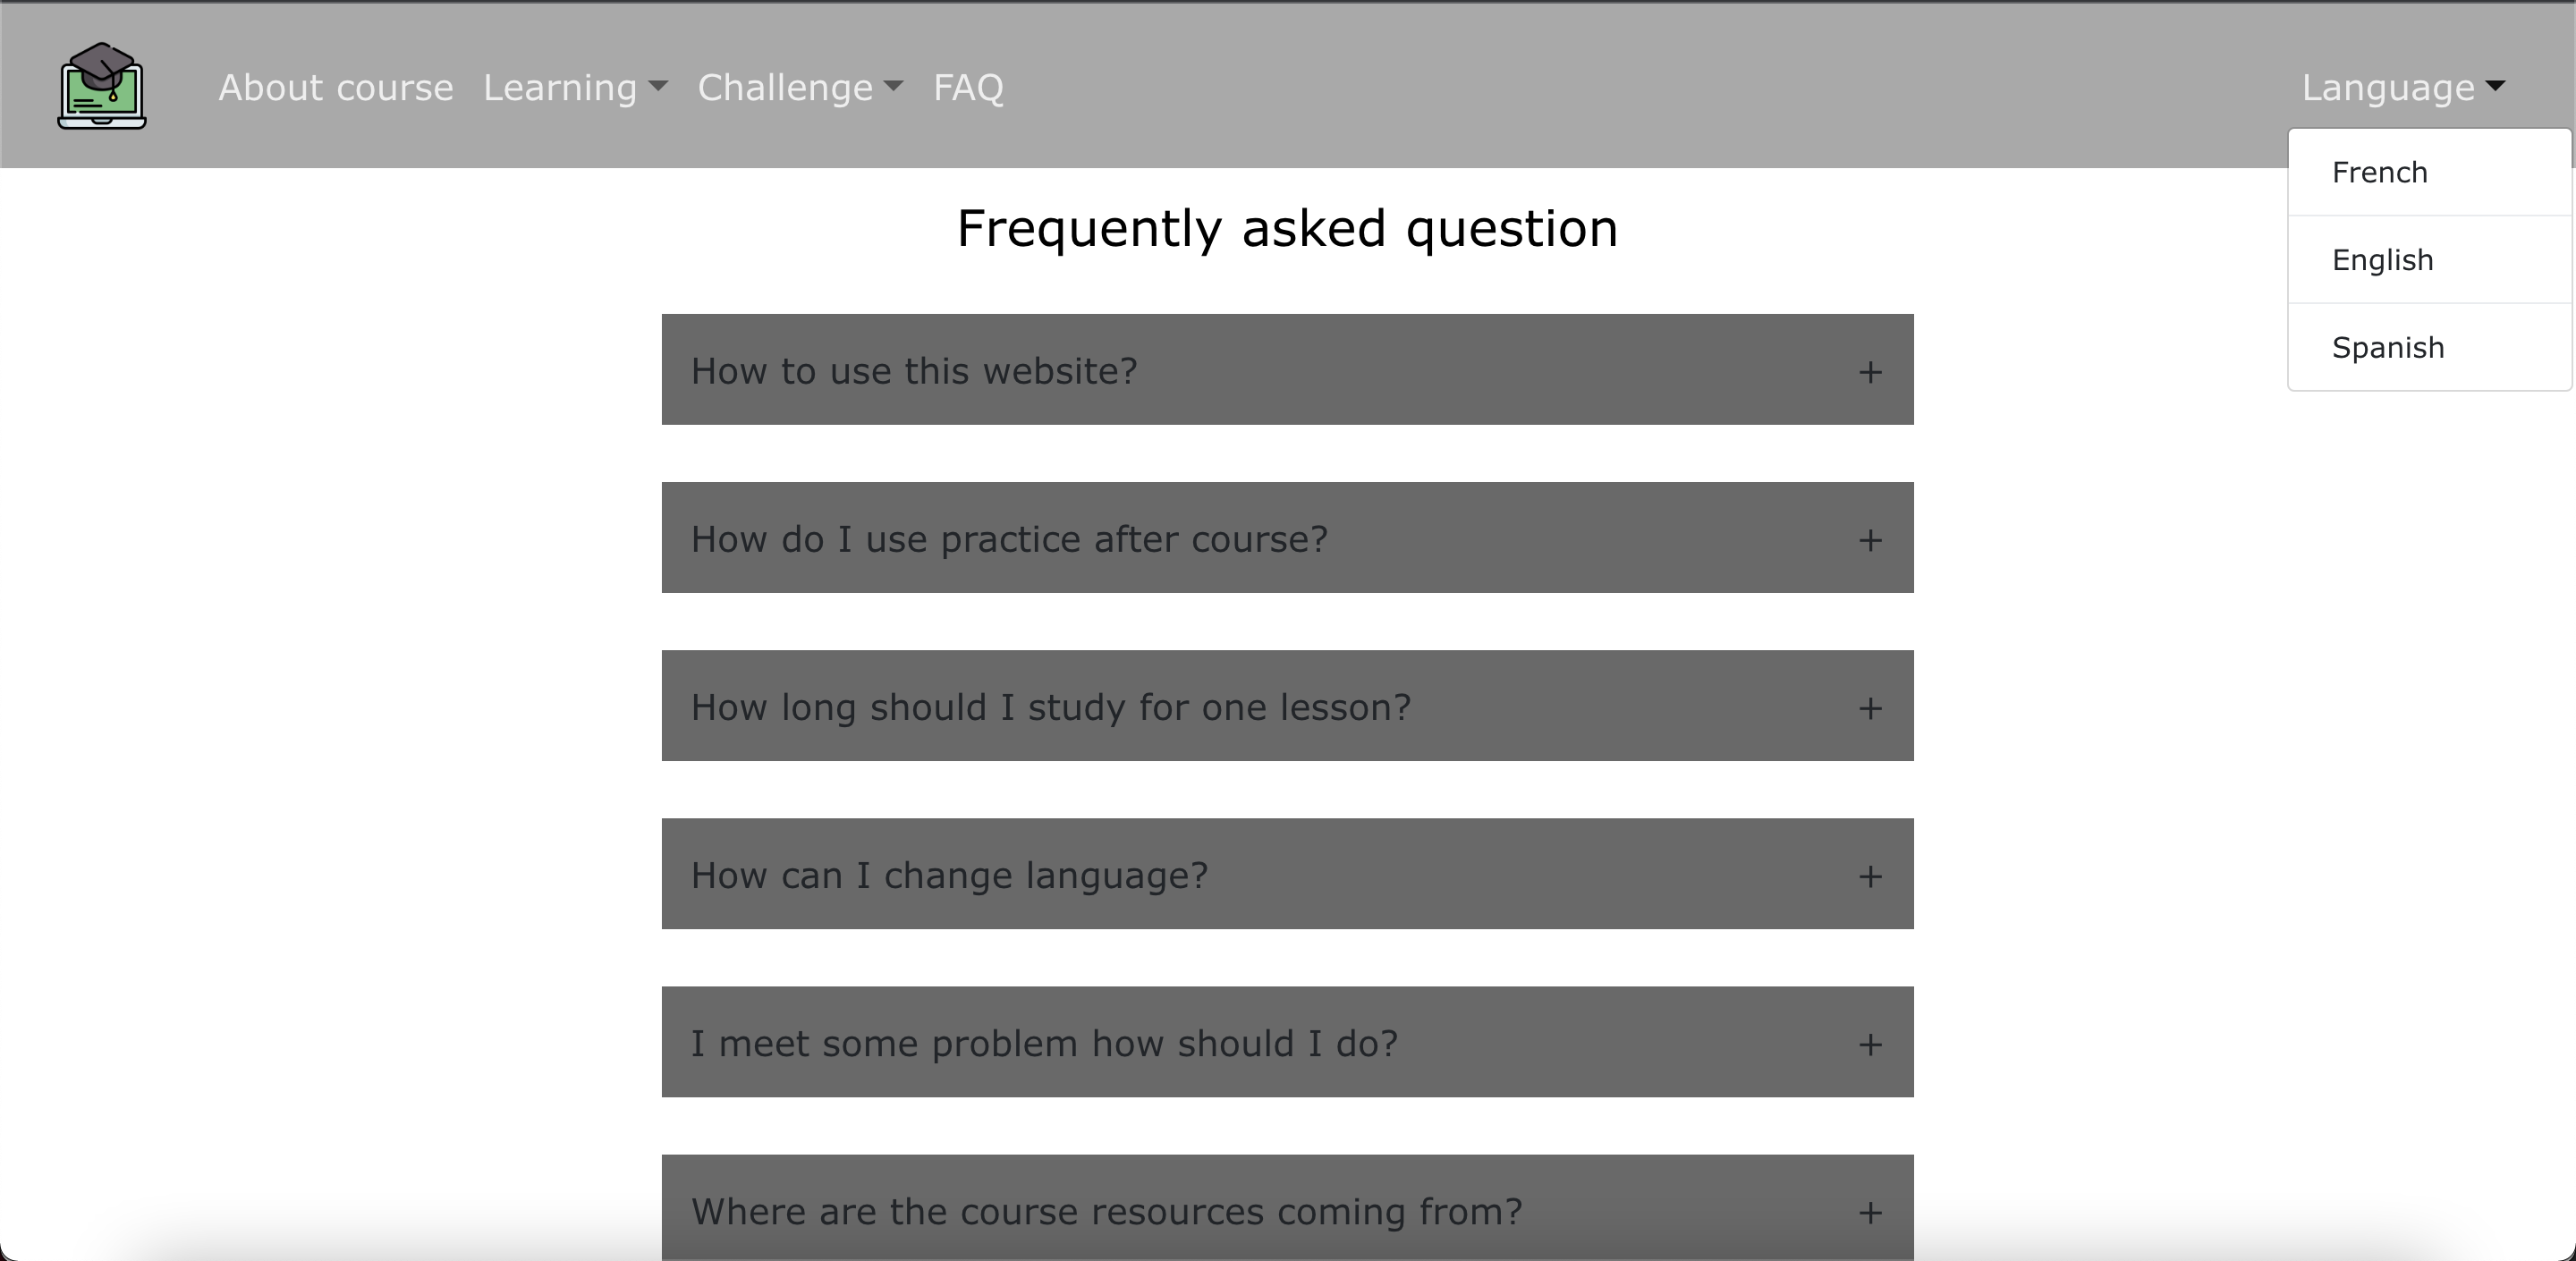 About course Learning Challenge FAQ Language
French
English
Spanish
Frequently asked question
How to use this website? +
How do I use practice after course? +
How long should I study for one lesson? +
How can I change language? +
I meet some problem how should I do? +
Where are the course resources coming from? +